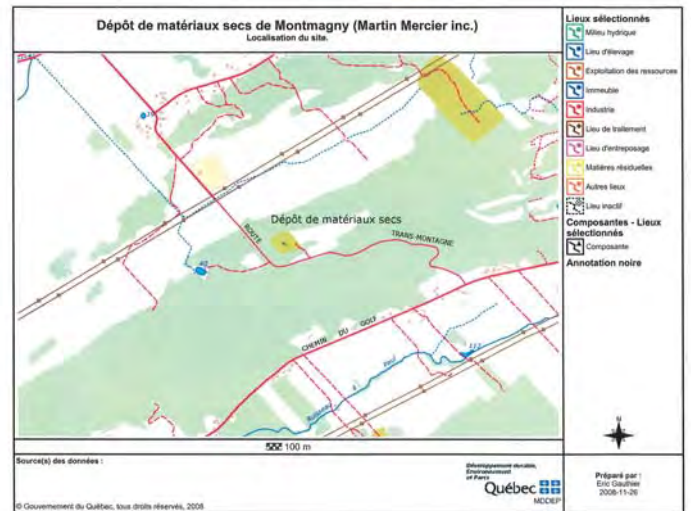 Dépôt de matériaux secs de Montmagny (Martin Mercier inc.)
Localisation du site.
Dépôt de matériaux secs
ROUTE
TRANS-MONTAGNE
40
CHEMIN DU GOLF
Ruisseau
112
100 m
Lieux sélectionnés
Milieu hydrique
Lieu d'élevage
Exploitation des ressources
Immeuble
Industrie
Lieu de traitement
Lieu d'entreposage
Matières résiduelles
Autres lieux
Lieu inactif
Composantes - Lieux
sélectionnés
Composante
Annotation noire
N
Source(s) des données :
© Gouvernement du Québec, tous droits réservés, 2008
Développement durable,
Environnement
et Parcs
Québec
MDDEP
Préparé par :
Eric Gauthier
2008-11-26